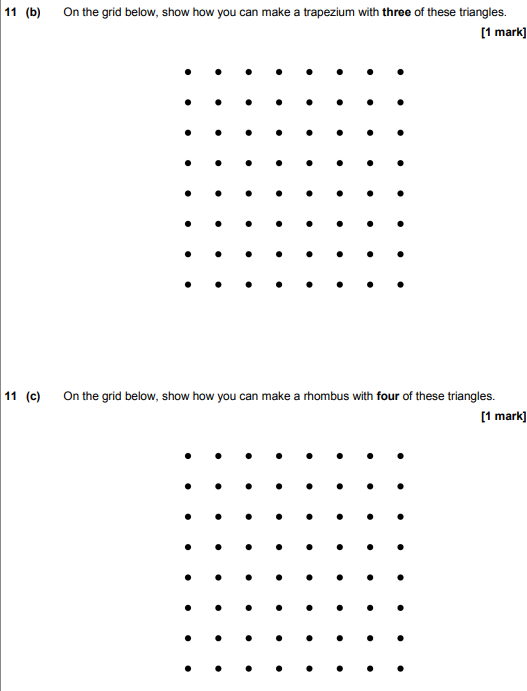 11 (b) On the grid below, show how you can make a trapezium with three of these triangles.
[1 mark]
11 (c) On the grid below, show how you can make a rhombus with four of these triangles.
[1 mark]